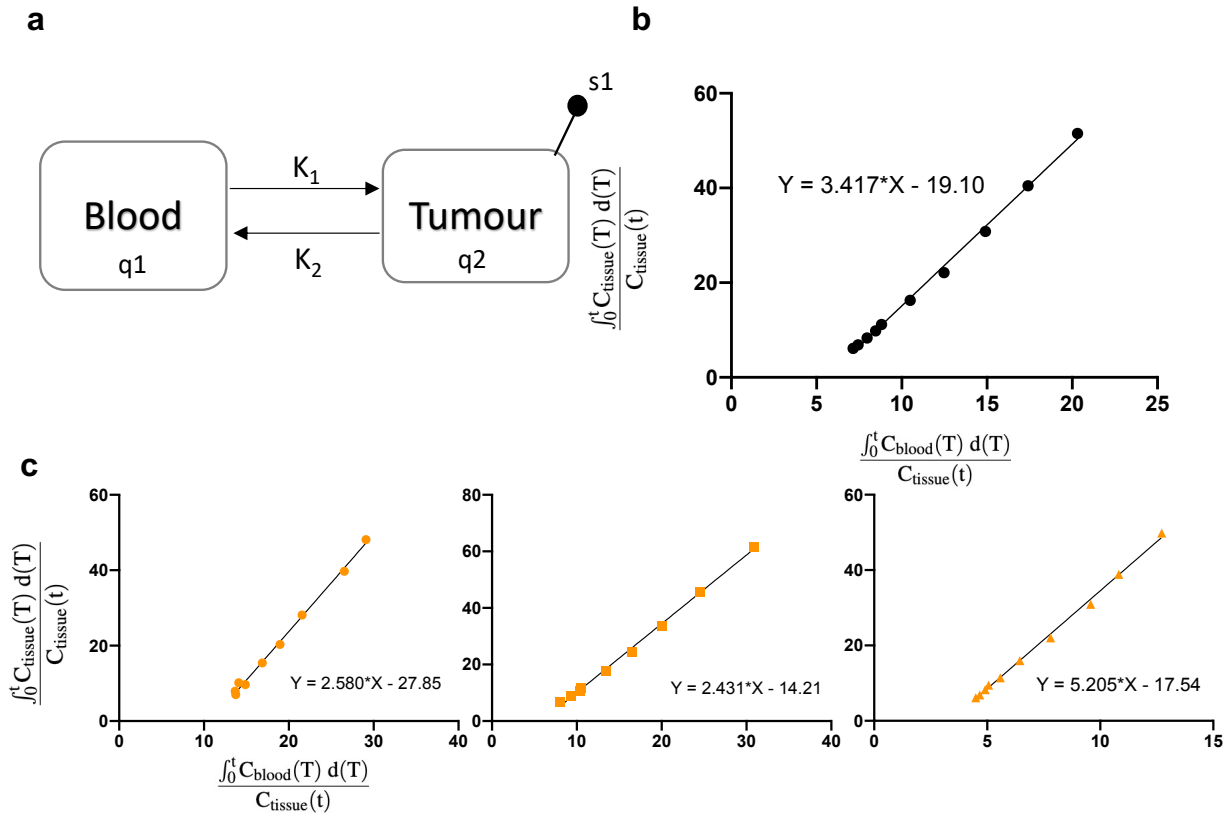 a
b
s1
K1
Blood
q1
Tumour
q2
K2
∫₀ᵗ Ctissue(T) d(T)
Ctissue(t)
60
40
20
0
Y = 3.417*X - 19.10
0 5 10 15 20 25
∫₀ᵗ Cblood(T) d(T)
Ctissue(t)
c
∫₀ᵗ Ctissue(T) d(T)
Ctissue(t)
60
40
20
0
Y = 2.580*X - 27.85
0 10 20 30 40
∫₀ᵗ Cblood(T) d(T)
Ctissue(t)
80
60
40
20
0
Y = 2.431*X - 14.21
0 10 20 30 40
60
40
20
0
Y = 5.205*X - 17.54
0 5 10 15